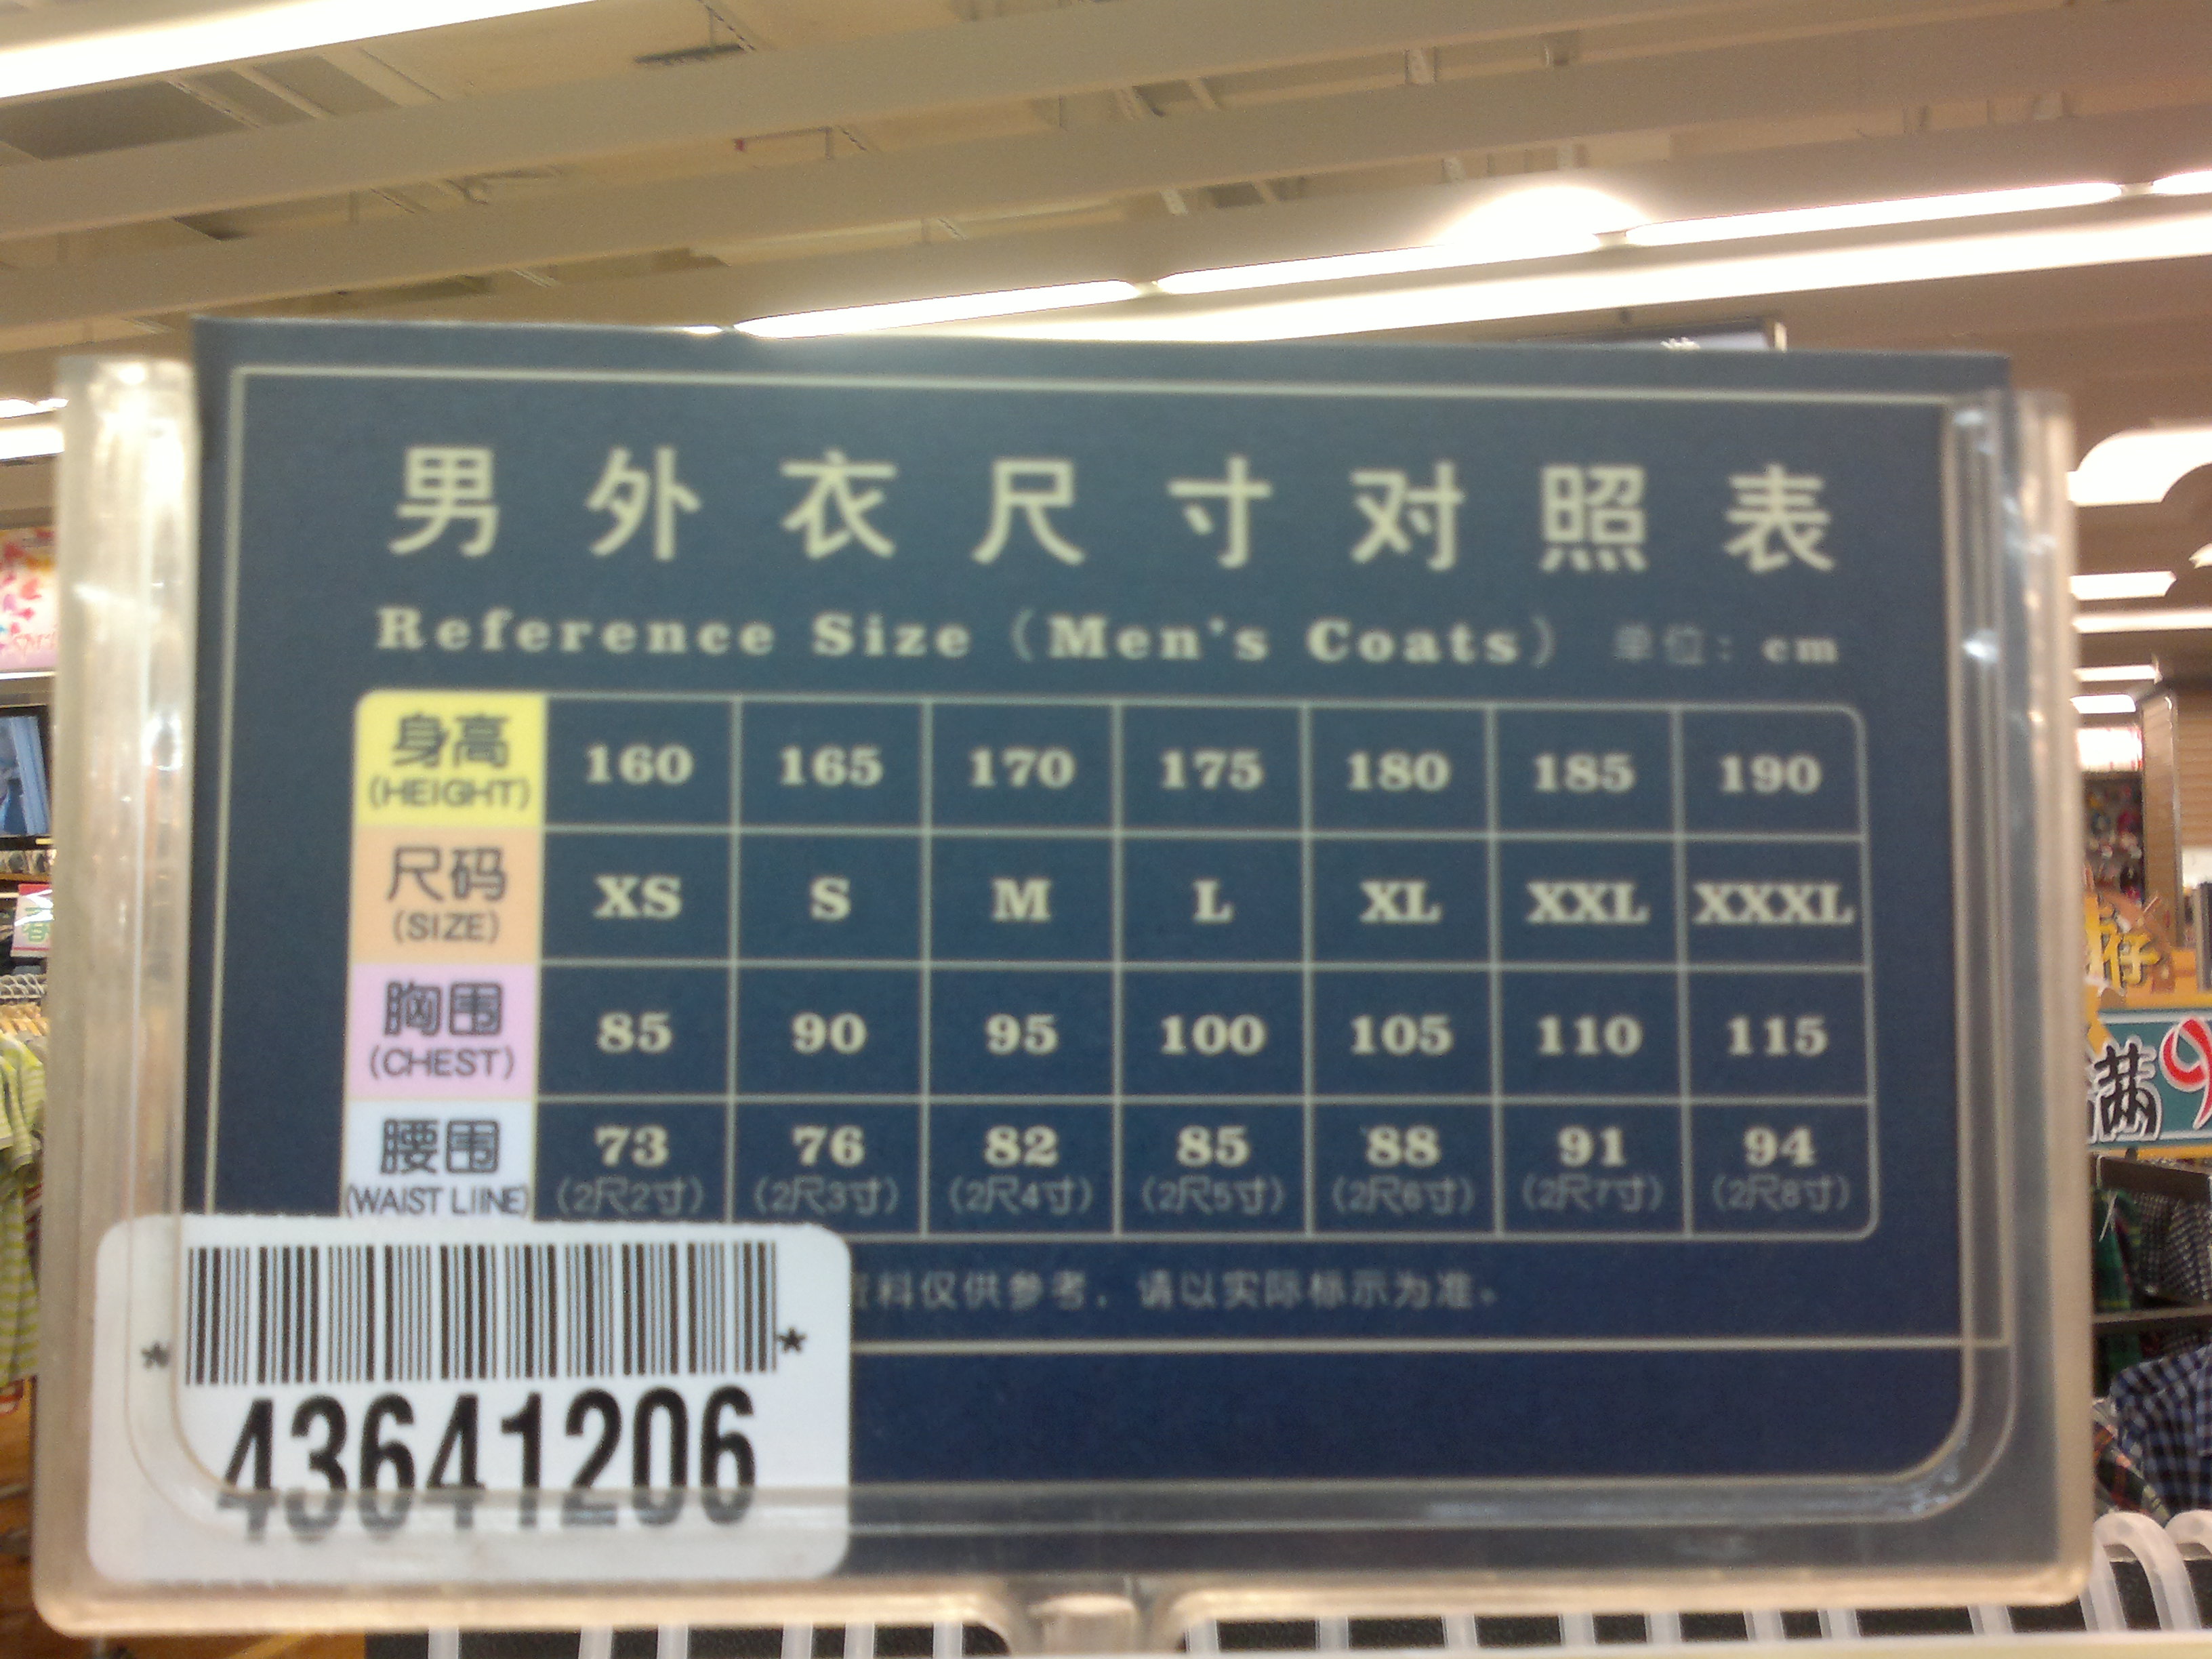 男外衣尺寸对照表
Reference Size（Men's Coats） 单位：cm
身高 160 165 170 175 180 185 190
(HEIGHT)
尺码 XS S M L XL XXL XXXL
(SIZE)
胸围 85 90 95 100 105 110 115
(CHEST)
腰围 73 76 82 85 88 91 94
(WAIST LIINE) (2尺2寸) (2尺3寸) (2尺4寸) (2尺5寸) (2尺6寸) (2尺7寸) (2尺8寸)
料仅供参考，请以实际标示为准。
* *
43641206
满9